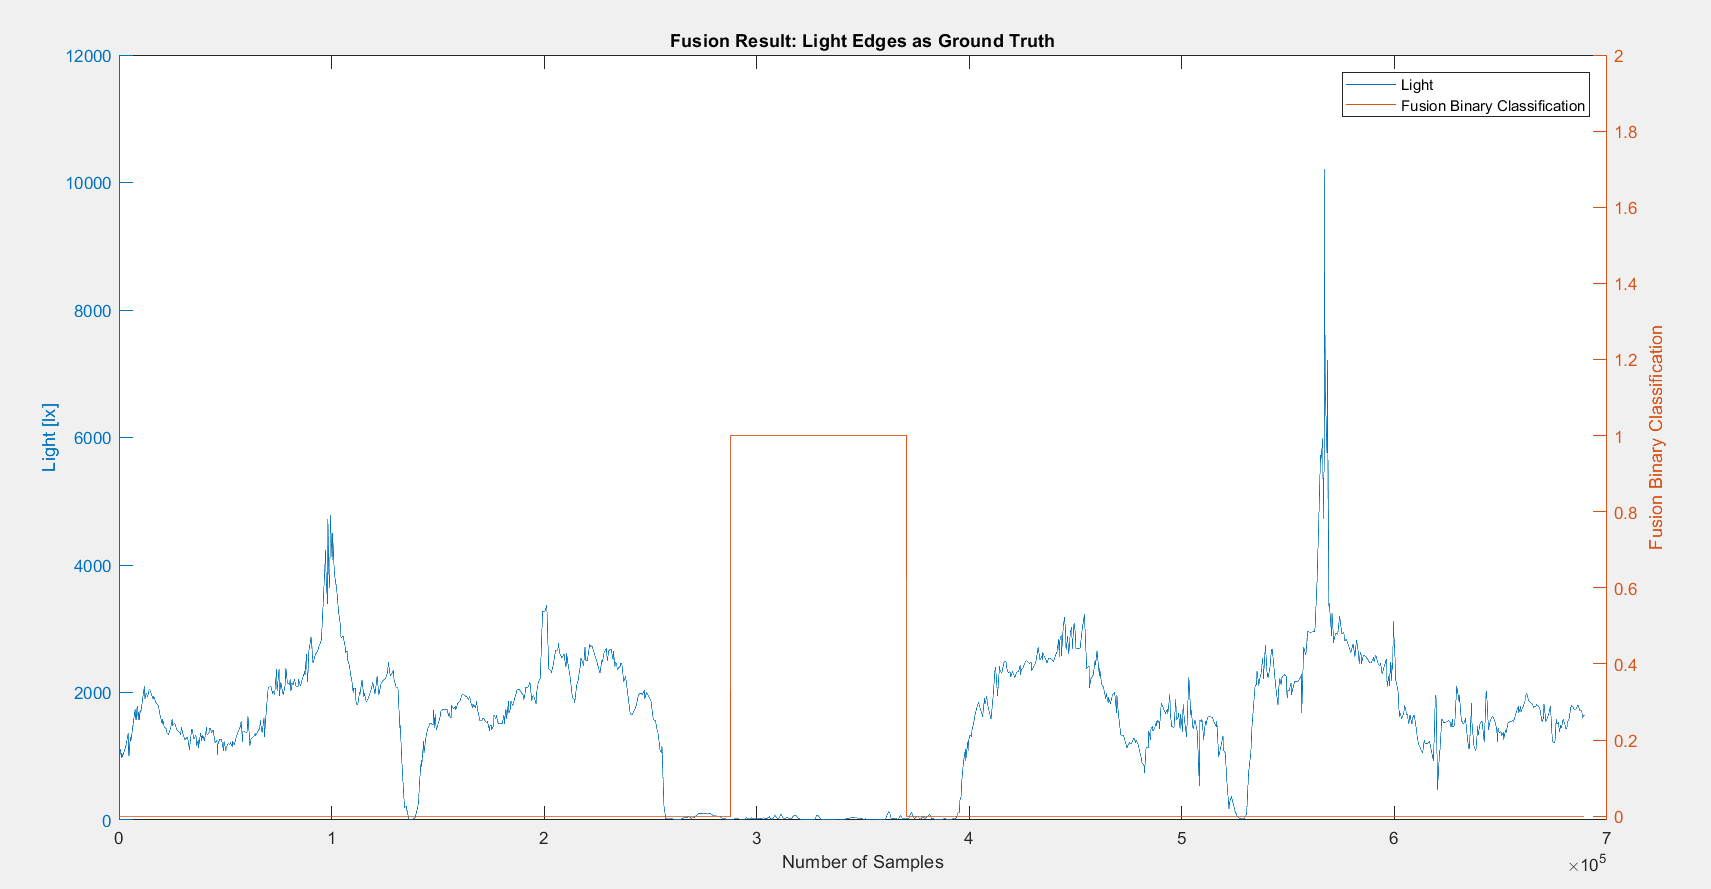 Fusion Result: Light Edges as Ground Truth
12000
10000
8000
6000
4000
2000
0
Light [lx]
Light
Fusion Binary Classification
2
1.8
1.6
1.4
1.2
1
0.8
0.6
0.4
0.2
0
Fusion Binary Classification
0 1 2 3 4 5 6 7
Number of Samples
×10⁵